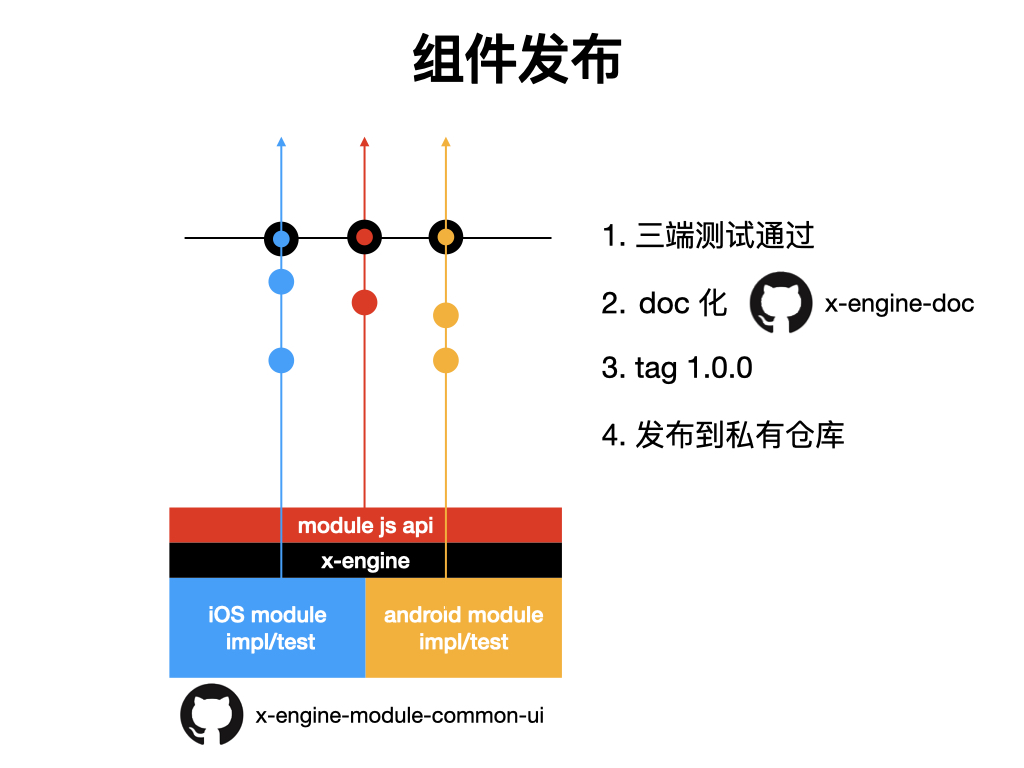 组件发布
1. 三端测试通过
2. doc 化 x-engine-doc
3. tag 1.0.0
4. 发布到私有仓库
module js api
x-engine
iOS module
impl/test
android module
impl/test
x-engine-module-common-ui